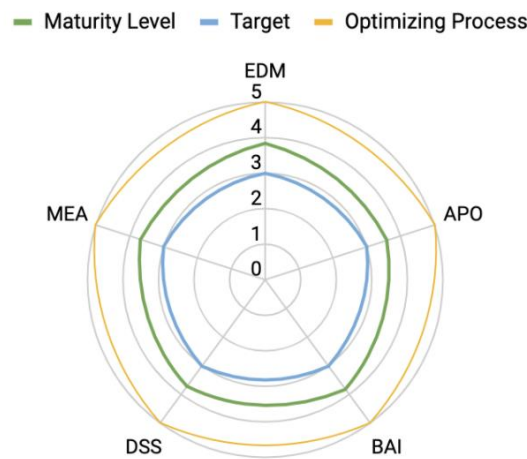 Maturity Level Target Optimizing Process
EDM
5
4
3
2
1
0
MEA
APO
DSS
BAI